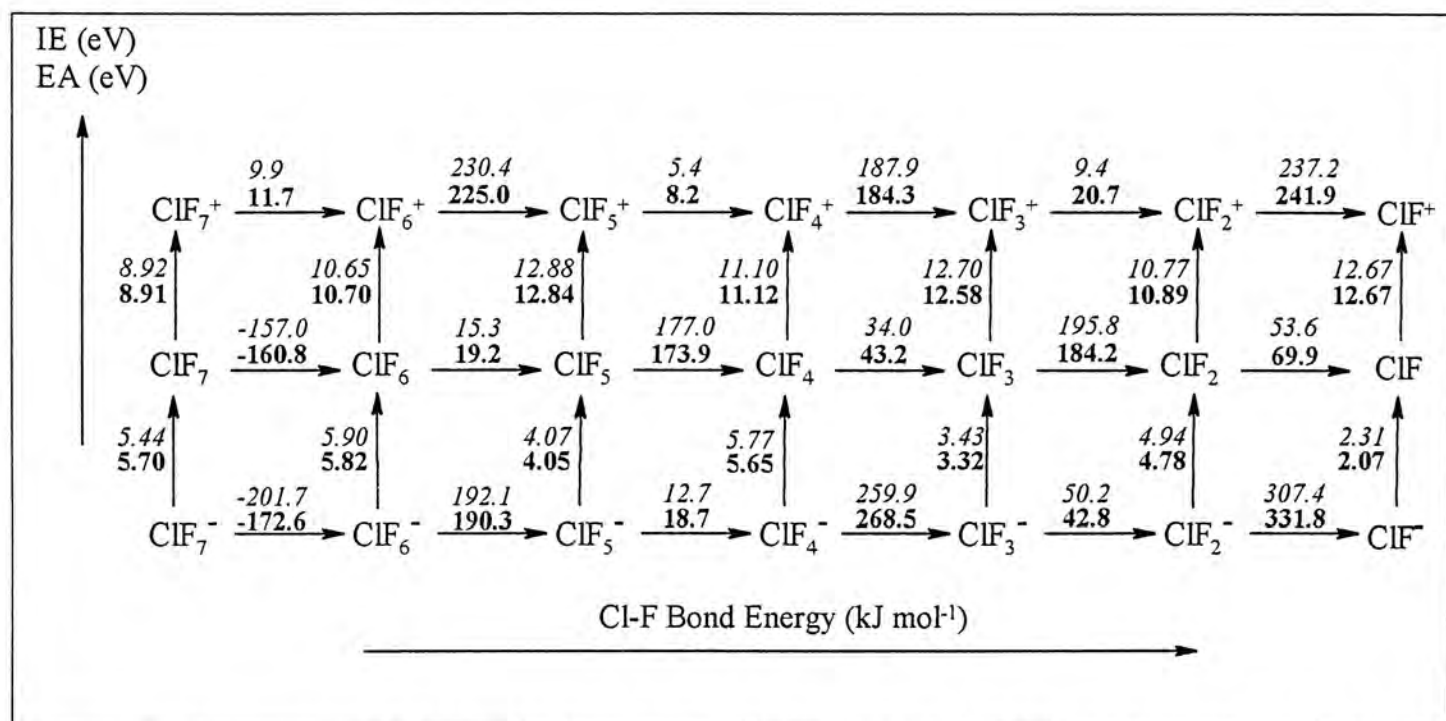 IE (eV)
EA (eV)
9.9 230.4 5.4 187.9 9.4 237.2
11.7 225.0 8.2 184.3 20.7 241.9
ClF₇⁺ ClF₆⁺ ClF₅⁺ ClF₄⁺ ClF₃⁺ ClF₂⁺ ClF⁺
8.92 10.65 12.88 11.10 12.70 10.77 12.67
8.91 10.70 12.84 11.12 12.58 10.89 12.67
-157.0 15.3 177.0 34.0 195.8 53.6
-160.8 19.2 173.9 43.2 184.2 69.9
ClF₇ ClF₆ ClF₅ ClF₄ ClF₃ ClF₂ ClF
5.44 5.90 4.07 5.77 3.43 4.94 2.31
5.70 5.82 4.05 5.65 3.32 4.78 2.07
-201.7 192.1 12.7 259.9 50.2 307.4
-172.6 190.3 18.7 268.5 42.8 331.8
ClF₇⁻ ClF₆⁻ ClF₅⁻ ClF₄⁻ ClF₃⁻ ClF₂⁻ ClF⁻
Cl-F Bond Energy (kJ mol⁻¹)